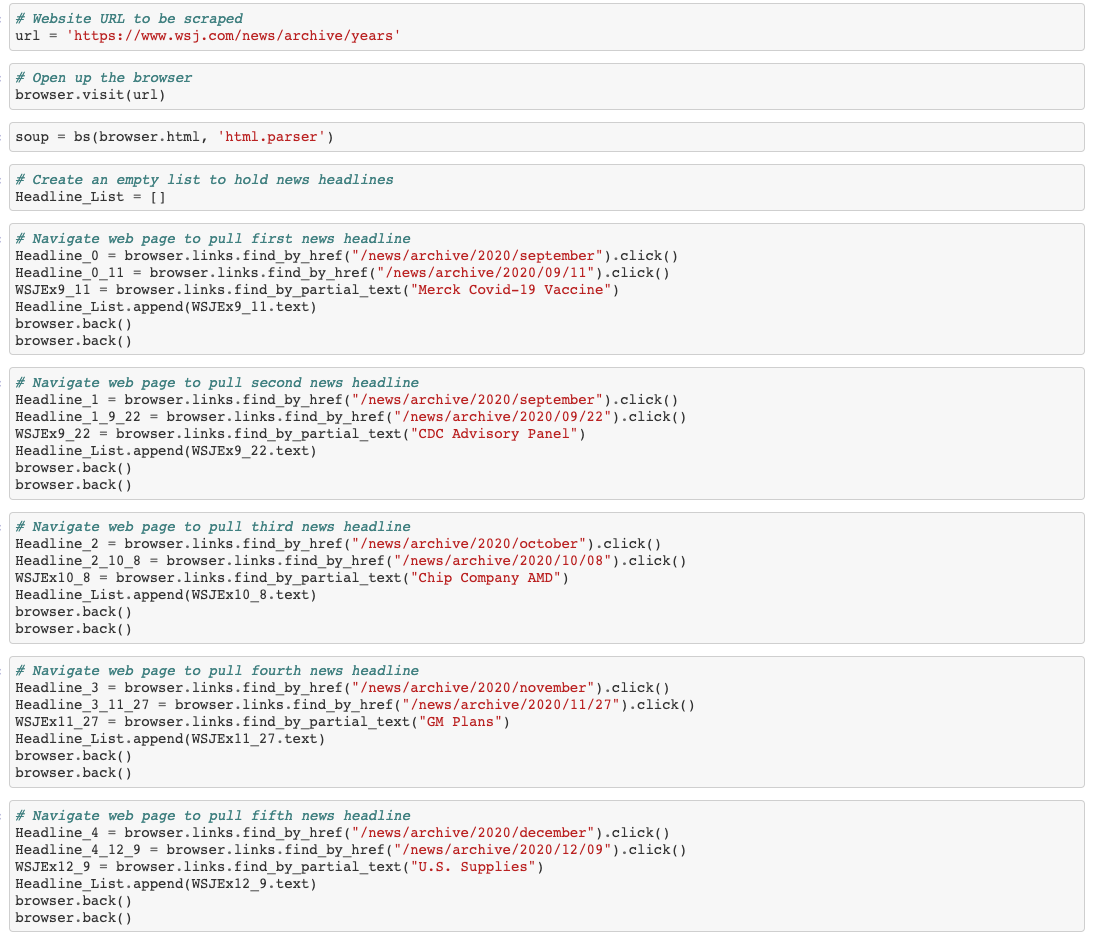 # Website URL to be scraped
url = 'https://www.wsj.com/news/archive/years'
# Open up the browser
browser.visit(url)
soup = bs(browser.html, 'html.parser')
# Create an empty list to hold news headlines
Headline_List = []
# Navigate web page to pull first news headline
Headline_0 = browser.links.find_by_href("/news/archive/2020/september").click()
Headline_0_11 = browser.links.find_by_href("/news/archive/2020/09/11").click()
WSJEx9_11 = browser.links.find_by_partial_text("Merck Covid-19 Vaccine")
Headline_List.append(WSJEx9_11.text)
browser.back()
browser.back()
# Navigate web page to pull second news headline
Headline_1 = browser.links.find_by_href("/news/archive/2020/september").click()
Headline_1_9_22 = browser.links.find_by_href("/news/archive/2020/09/22").click()
WSJEx9_22 = browser.links.find_by_partial_text("CDC Advisory Panel")
Headline_List.append(WSJEx9_22.text)
browser.back()
browser.back()
# Navigate web page to pull third news headline
Headline_2 = browser.links.find_by_href("/news/archive/2020/october").click()
Headline_2_10_8 = browser.links.find_by_href("/news/archive/2020/10/08").click()
WSJEx10_8 = browser.links.find_by_partial_text("Chip Company AMD")
Headline_List.append(WSJEx10_8.text)
browser.back()
browser.back()
# Navigate web page to pull fourth news headline
Headline_3 = browser.links.find_by_href("/news/archive/2020/november").click()
Headline_3_11_27 = browser.links.find_by_href("/news/archive/2020/11/27").click()
WSJEx11_27 = browser.links.find_by_partial_text("GM Plans")
Headline_List.append(WSJEx11_27.text)
browser.back()
browser.back()
# Navigate web page to pull fifth news headline
Headline_4 = browser.links.find_by_href("/news/archive/2020/december").click()
Headline_4_12_9 = browser.links.find_by_href("/news/archive/2020/12/09").click()
WSJEx12_9 = browser.links.find_by_partial_text("U.S. Supplies")
Headline_List.append(WSJEx12_9.text)
browser.back()
browser.back()